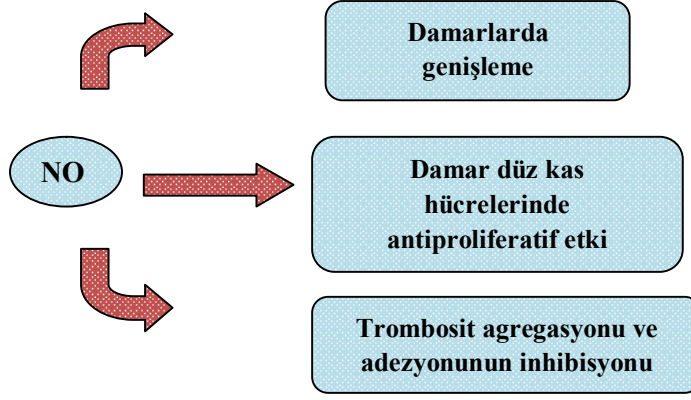 Damarlarda
genişleme
NO
Damar düz kas
hücrelerinde
antiproliferatif etki
Trombosit agregasyonu ve
adezyonunun inhibisyonu